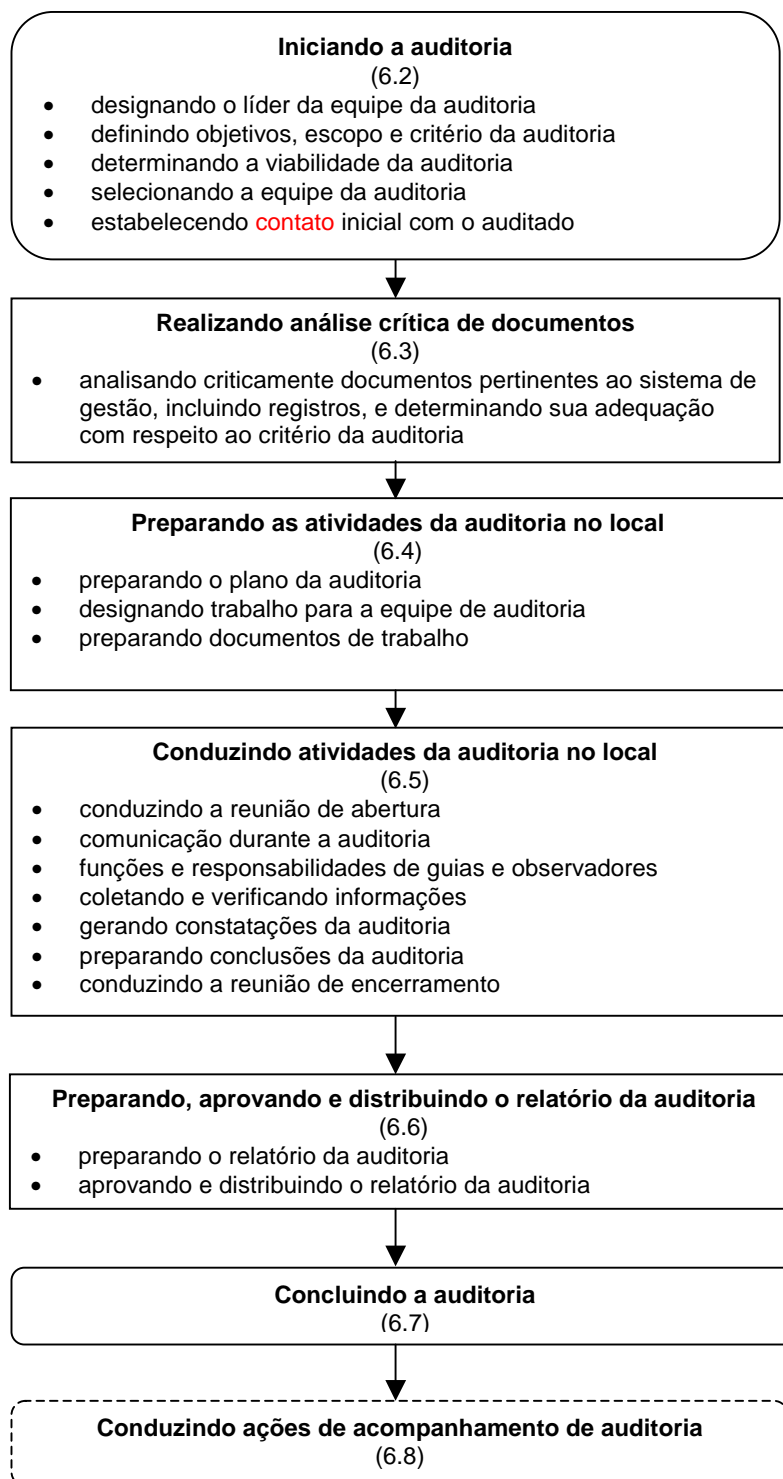 Iniciando a auditoria
(6.2)
• designando o líder da equipe da auditoria
• definindo objetivos, escopo e critério da auditoria
• determinando a viabilidade da auditoria
• selecionando a equipe da auditoria
• estabelecendo contato inicial com o auditado
Realizando análise crítica de documentos
(6.3)
• analisando criticamente documentos pertinentes ao sistema de
gestão, incluindo registros, e determinando sua adequação
com respeito ao critério da auditoria
Preparando as atividades da auditoria no local
(6.4)
• preparando o plano da auditoria
• designando trabalho para a equipe de auditoria
• preparando documentos de trabalho
Conduzindo atividades da auditoria no local
(6.5)
• conduzindo a reunião de abertura
• comunicação durante a auditoria
• funções e responsabilidades de guias e observadores
• coletando e verificando informações
• gerando constatações da auditoria
• preparando conclusões da auditoria
• conduzindo a reunião de encerramento
Preparando, aprovando e distribuindo o relatório da auditoria
(6.6)
• preparando o relatório da auditoria
• aprovando e distribuindo o relatório da auditoria
Concluindo a auditoria
(6.7)
Conduzindo ações de acompanhamento de auditoria
(6.8)